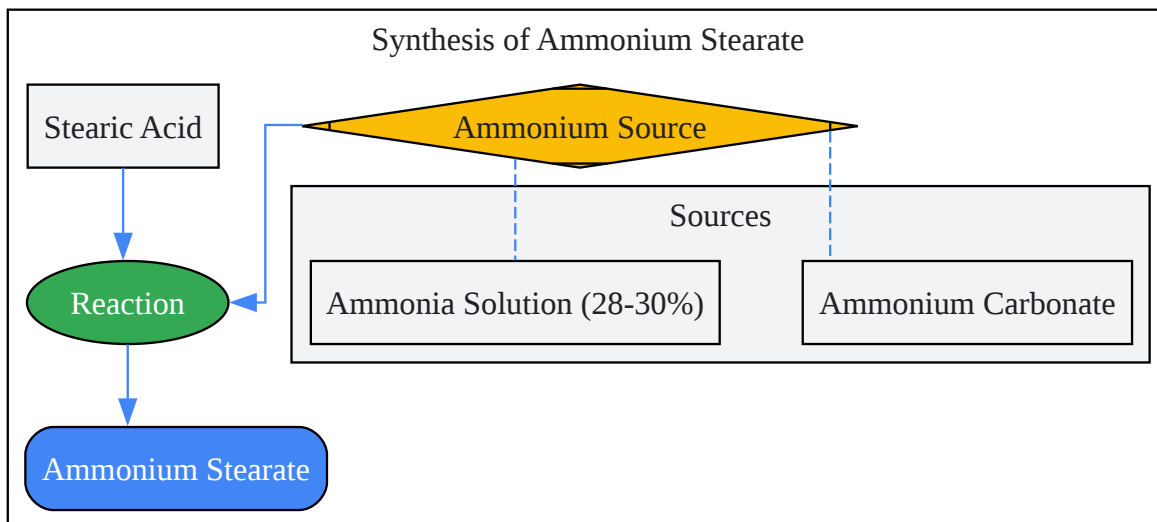 Synthesis of Ammonium Stearate
Stearic Acid
Ammonium Source
Sources
Reaction
Ammonia Solution (28-30%)
Ammonium Carbonate
Ammonium Stearate